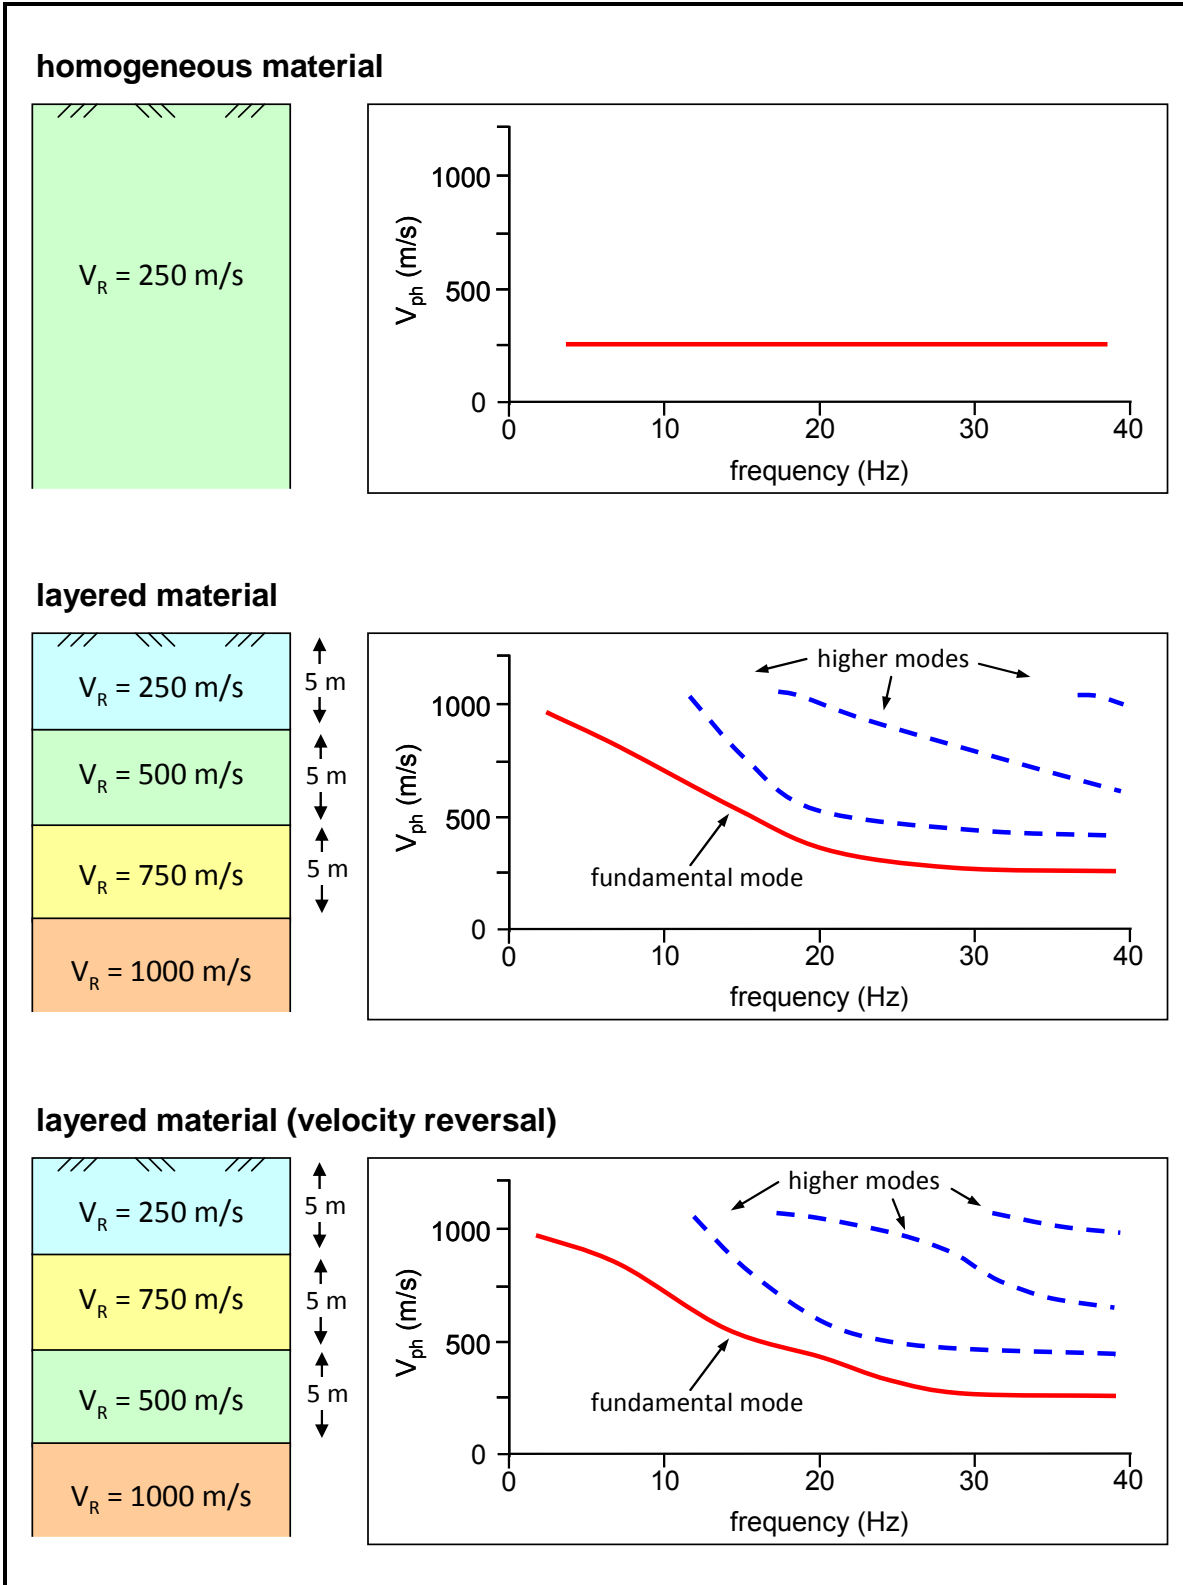 homogeneous material
V_R = 250 m/s
1000
500
0
V_ph (m/s)
0 10 20 30 40
frequency (Hz)
layered material
V_R = 250 m/s
5 m
V_R = 500 m/s
5 m
V_R = 750 m/s
5 m
V_R = 1000 m/s
higher modes
1000
500
0
V_ph (m/s)
fundamental mode
0 10 20 30 40
frequency (Hz)
layered material (velocity reversal)
V_R = 250 m/s
5 m
V_R = 750 m/s
5 m
V_R = 500 m/s
5 m
V_R = 1000 m/s
higher modes
1000
500
0
V_ph (m/s)
fundamental mode
0 10 20 30 40
frequency (Hz)